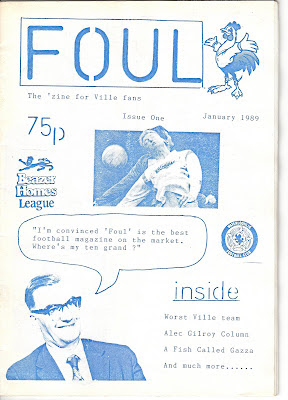 FOUL
The 'zine for Ville fans
Issue One January 1989
75p
Beazer
Homes
League
"I'm convinced 'Foul' is the best
football magazine on the market.
Where's my ten grand ?"
inside
Worst Ville team
Alec Gilroy Column
A Fish Called Gazza
And much more......